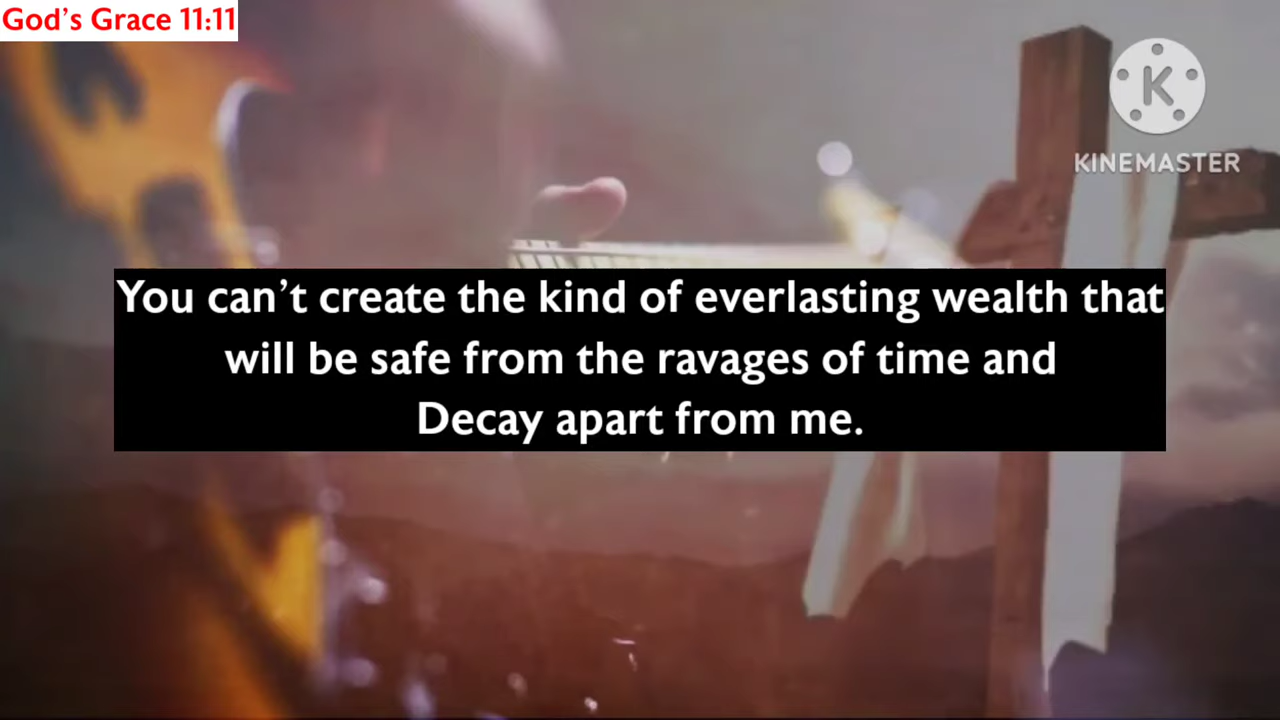 God's Grace 11:11
KINEMASTER
You can't create the kind of everlasting wealth that
will be safe from the ravages of time and
Decay apart from me.